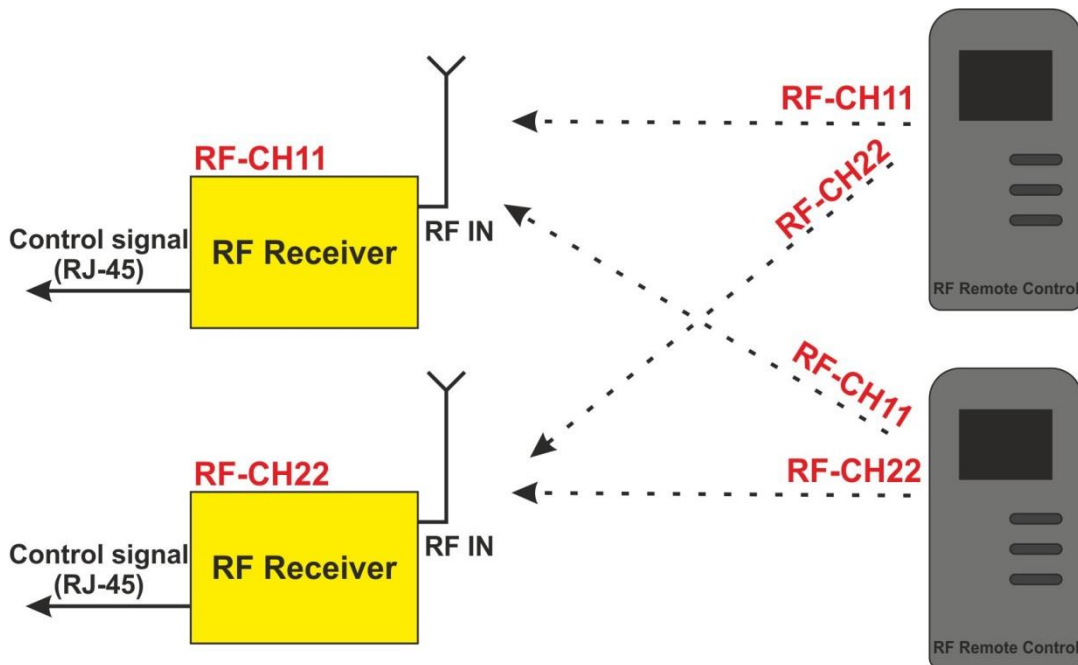 RF-CH11
RF-CH11
RF-CH22
RF IN
Control signal
(RJ-45)
RF Receiver
RF Remote Control
RF-CH11
RF-CH22
RF-CH22
RF IN
Control signal
(RJ-45)
RF Receiver
RF Remote Control